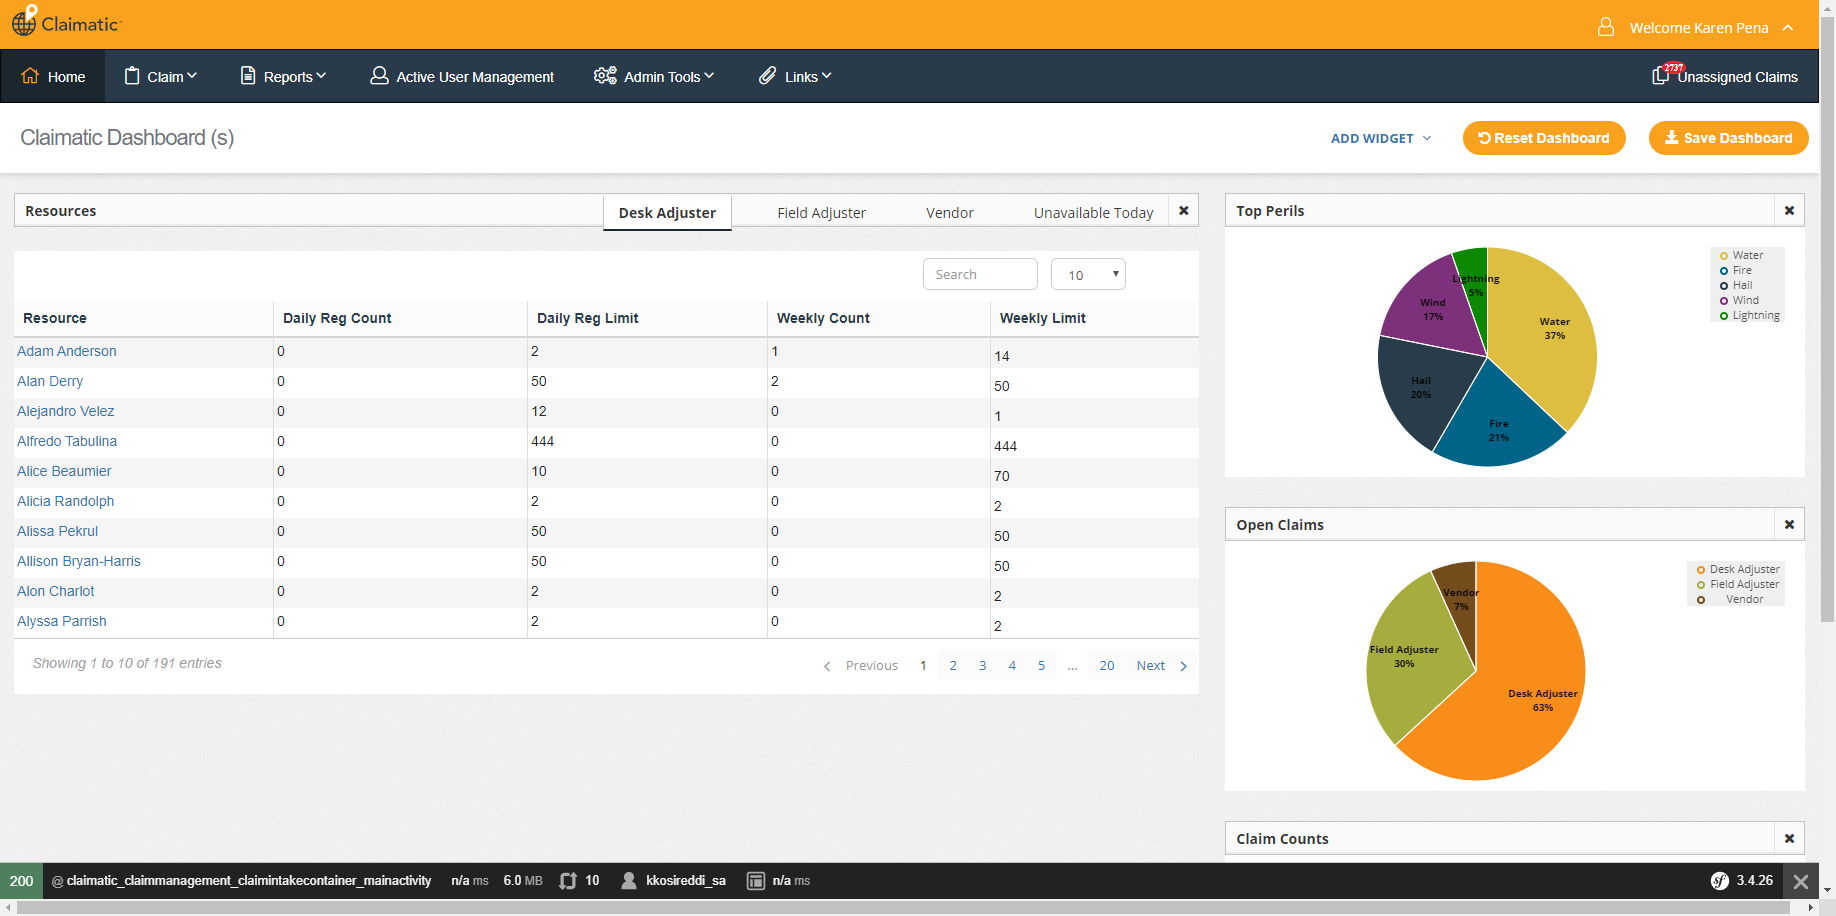 Claimatic
Welcome Karen Pena
Home
Claim
Reports
Active User Management
Admin Tools
Links
2737
Unassigned Claims
Claimatic Dashboard (s)
ADD WIDGET
Reset Dashboard
Save Dashboard
Resources
Desk Adjuster
Field Adjuster
Vendor
Unavailable Today
Search
10
Resource Daily Reg Count Daily Reg Limit Weekly Count Weekly Limit
Adam Anderson 0 2 1 14
Alan Derry 0 50 2 50
Alejandro Velez 0 12 0 1
Alfredo Tabulina 0 444 0 444
Alice Beaumier 0 10 0 70
Alicia Randolph 0 2 0 2
Alissa Pekrul 0 50 0 50
Allison Bryan-Harris 0 50 0 50
Alon Charlot 0 2 0 2
Alyssa Parrish 0 2 0 2
Showing 1 to 10 of 191 entries
Previous 1 2 3 4 5 ... 20 Next
Top Perils
Water
Fire
Hail
Wind
Lightning
Lightning
5%
Wind
17%
Water
37%
Hail
20%
Fire
21%
Open Claims
Desk Adjuster
Field Adjuster
Vendor
Vendor
7%
Field Adjuster
30%
Desk Adjuster
63%
Claim Counts
200 @ claimatic_claimmanagement_claimintakecontainer_mainactivity n/a ms 6.0 MB 10 kkosireddi_sa n/a ms sf 3.4.26